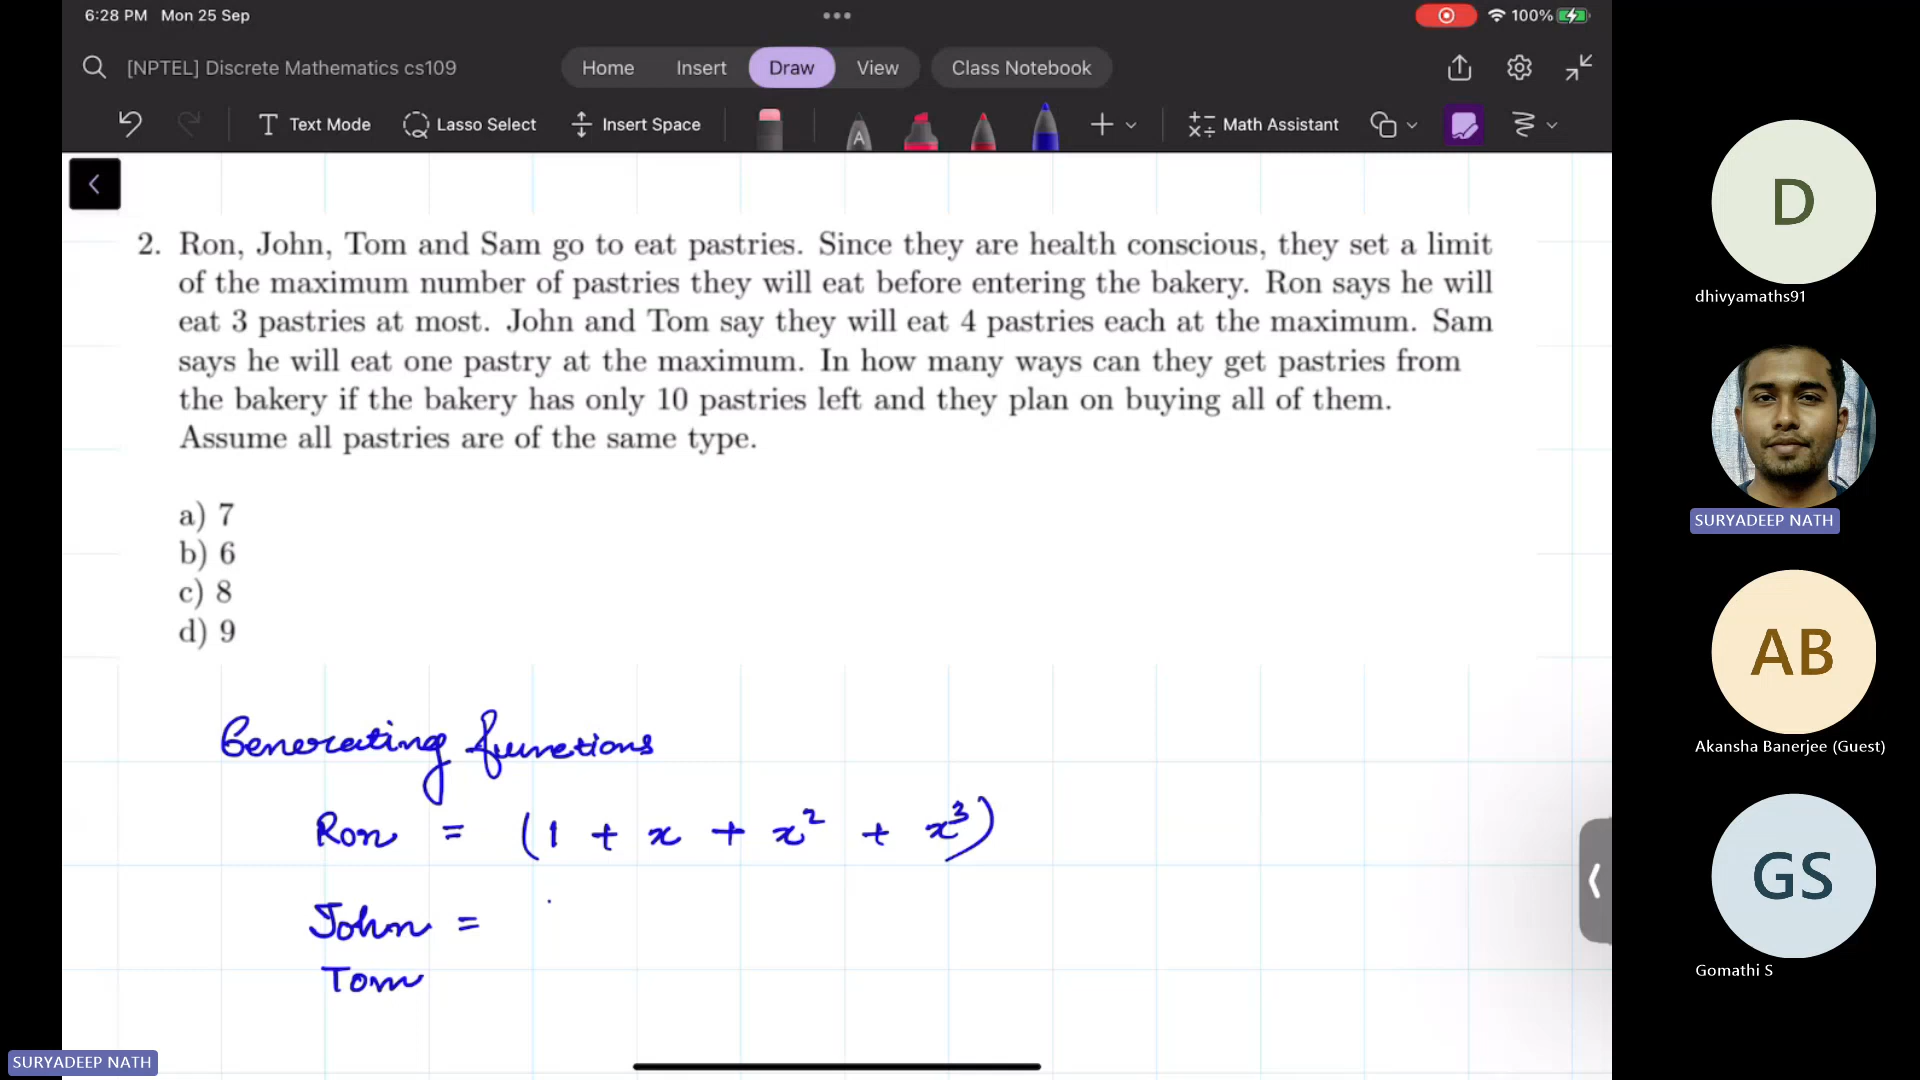 6:28 PM Mon 25 Sep
100%
[NPTEL] Discrete Mathematics cs109
Home Insert Draw View Class Notebook
Text Mode Lasso Select Insert Space A Math Assistant
2. Ron, John, Tom and Sam go to eat pastries. Since they are health conscious, they set a limit
of the maximum number of pastries they will eat before entering the bakery. Ron says he will
eat 3 pastries at most. John and Tom say they will eat 4 pastries each at the maximum. Sam
says he will eat one pastry at the maximum. In how many ways can they get pastries from
the bakery if the bakery has only 10 pastries left and they plan on buying all of them.
Assume all pastries are of the same type.
a) 7
b) 6
c) 8
d) 9
Generating functions
Ron = (1 + x + x² + x³)
John =
Tom
SURYADEEP NATH
D
dhivyamaths91
SURYADEEP NATH
AB
Akansha Banerjee (Guest)
GS
Gomathi S